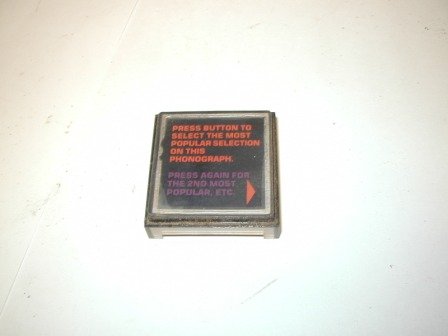 PRESS BUTTON TO
SELECT THE MOST
POPULAR SELECTION
ON THIS
PHONOGRAPH.
PRESS AGAIN FOR
THE 2ND MOST
POPULAR, ETC.